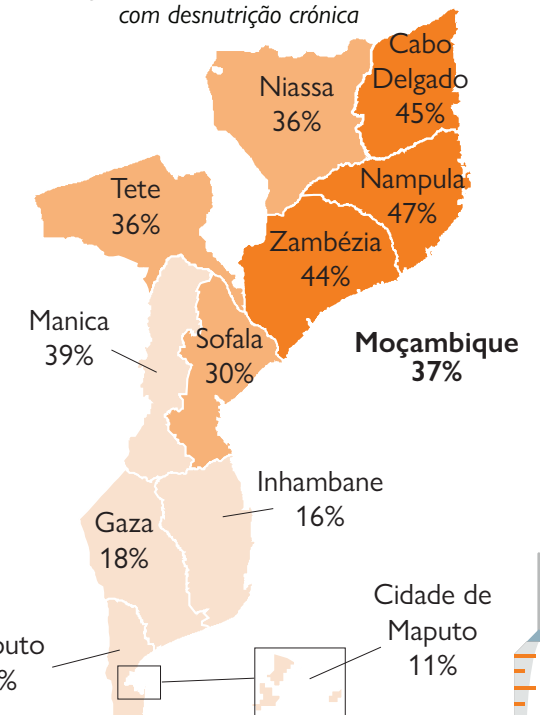 com desnutrição crónica
Cabo
Delgado
45%
Niassa
36%
Nampula
47%
Tete
36%
Zambézia
44%
Manica
39%
Sofala
30%
Moçambique
37%
Inhambane
16%
Gaza
18%
Cidade de
Maputo
11%